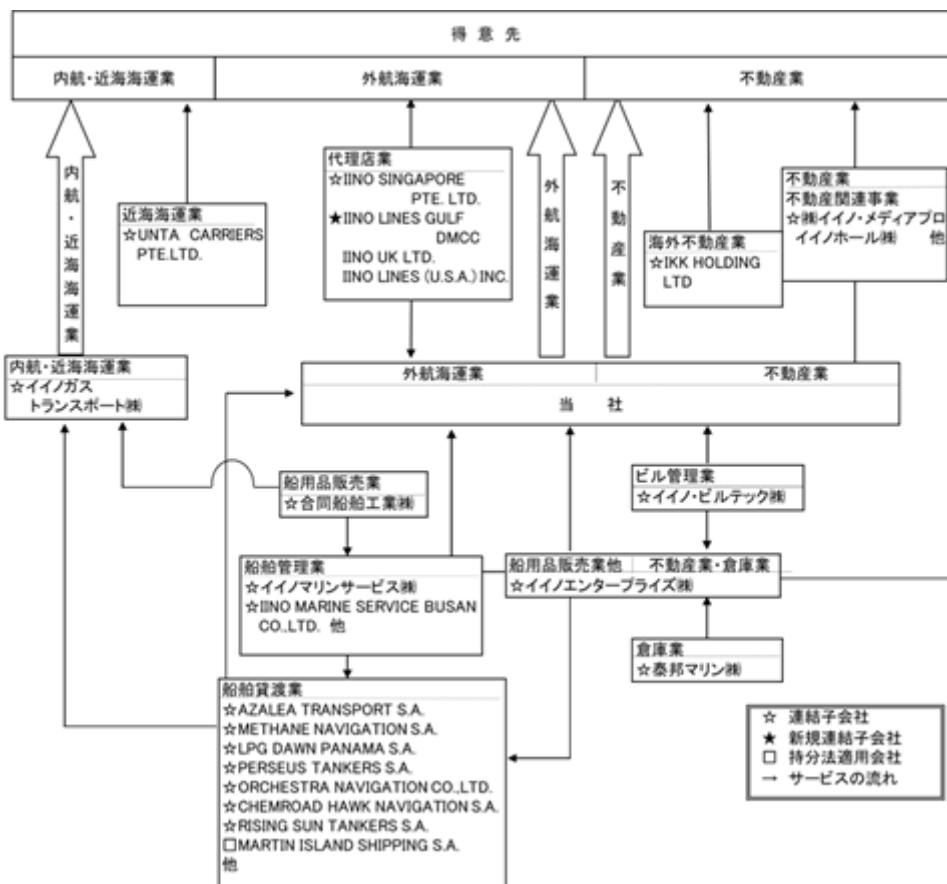 得意先
内航・近海海運業
外航海運業
不動産業
内航・近海海運業
近海海運業
☆UNTA CARRIERS
PTE.LTD.
代理店業
☆IINO SINGAPORE
PTE. LTD.
★IINO LINES GULF
DMCC
IINO UK LTD.
IINO LINES (U.S.A.) INC.
外航海運業
不動産業
海外不動産業
☆IKK HOLDING
LTD
不動産業
不動産関連事業
☆㈱イイノ・メディアプロ
イイノホール㈱ 他
内航・近海海運業
☆イイノガス
トランスポート㈱
外航海運業
不動産業
当社
船用品販売業
☆合同船舶工業㈱
ビル管理業
☆イイノ・ビルテック㈱
船舶管理業
☆イイノマリンサービス㈱
☆IINO MARINE SERVICE BUSAN
CO.,LTD. 他
船用品販売業他
不動産業・倉庫業
☆イイノエンタープライズ㈱
倉庫業
☆泰邦マリン㈱
船舶貸渡業
☆AZALEA TRANSPORT S.A.
☆METHANE NAVIGATION S.A.
☆LPG DAWN PANAMA S.A.
☆PERSEUS TANKERS S.A.
☆ORCHESTRA NAVIGATION CO.,LTD.
☆CHEMROAD HAWK NAVIGATION S.A.
☆RISING SUN TANKERS S.A.
□MARTIN ISLAND SHIPPING S.A.
他
☆ 連結子会社
★ 新規連結子会社
□ 持分法適用会社
→ サービスの流れ